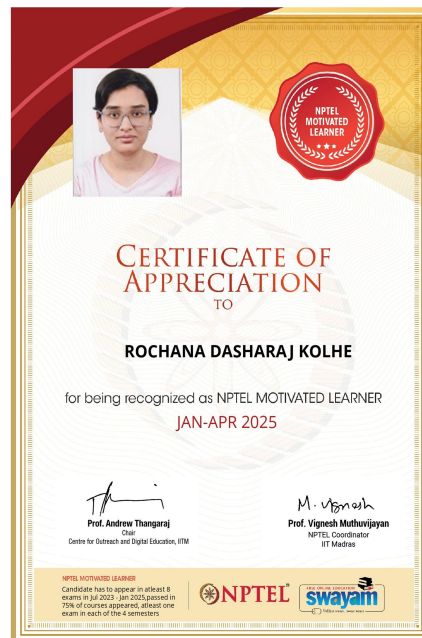 NPTEL
MOTIVATED
LEARNER
CERTIFICATE OF
APPRECIATION
TO
ROCHANA DASHARAJ KOLHE
for being recognized as NPTEL MOTIVATED LEARNER
JAN-APR 2025
M. Vignesh
Prof. Andrew Thangaraj
Chair
Centre for Outreach and Digital Education, IITM
Prof. Vignesh Muthuvijayan
NPTEL Coordinator
IIT Madras
NPTEL MOTIVATED LEARNER
Candidate has to appear in atleast 8
exams in Jul 2023 - Jan 2025,passed in
75% of courses appeared, atleast one
exam in each of the 4 semesters
NPTEL
FREE ONLINE EDUCATION
swayam